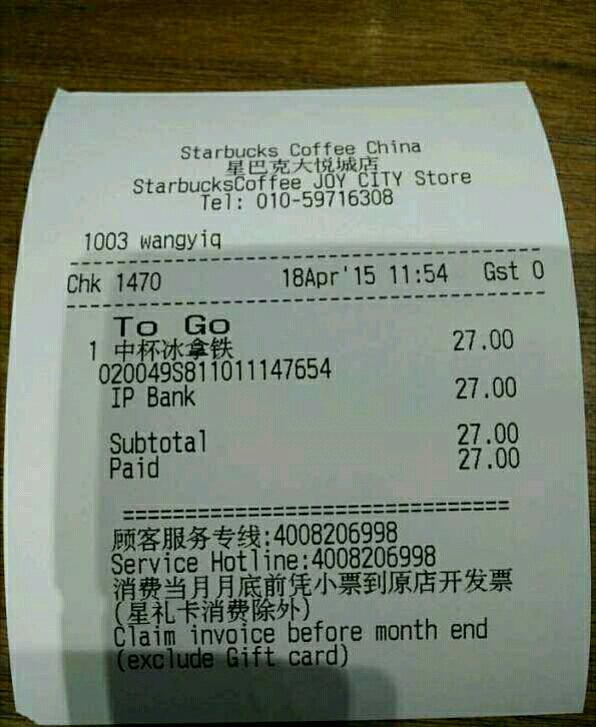 Starbucks Coffee China
星巴克大悦城店
StarbucksCoffee JOY CITY Store
Tel: 010-59716308
1003 wangyiq
Chk 1470 18Apr'15 11:54 Gst 0
To Go
1 中杯冰拿铁 27.00
020049S811011147654
IP Bank 27.00
Subtotal 27.00
Paid 27.00
===============================
顾客服务专线:4008206998
Service Hotline:4008206998
消费当月月底前凭小票到原店开发票
(星礼卡消费除外)
Claim invoice before month end
(exclude Gift card)